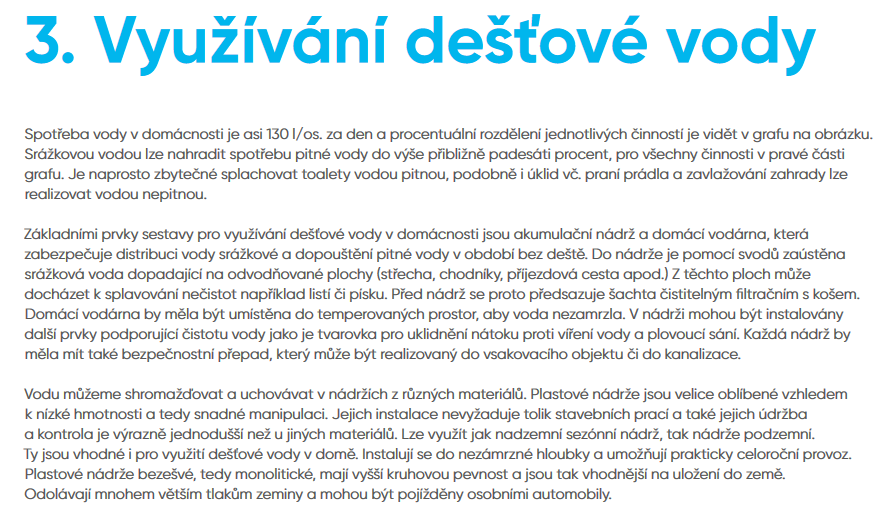 3. Využívání dešťové vody
Spotřeba vody v domácnosti je asi 130 l/os. za den a procentuální rozdělení jednotlivých činností je vidět v grafu na obrázku.
Srážkovou vodou lze nahradit spotřebu pitné vody do výše přibližně padesáti procent, pro všechny činnosti v pravé části
grafu. Je naprosto zbytečné splachovat toalety vodou pitnou, podobně i úklid vč. praní prádla a zavlažování zahrady lze
realizovat vodou nepitnou.
Základními prvky sestavy pro využívání dešťové vody v domácnosti jsou akumulační nádrž a domácí vodárna, která
zabezpečuje distribuci vody srážkové a dopouštění pitné vody v období bez deště. Do nádrže je pomocí svodů zaústěna
srážková voda dopadající na odvodňované plochy (střecha, chodníky, příjezdová cesta apod.) Z těchto ploch může
docházet k splavování nečistot například listí či písku. Před nádrž se proto předsazuje šachta čistitelným filtračním s košem.
Domácí vodárna by měla být umístěna do temperovaných prostor, aby voda nezamrzla. V nádrži mohou být instalovány
další prvky podporující čistotu vody jako je tvarovka pro uklidnění nátoku proti víření vody a plovoucí sání. Každá nádrž by
měla mít také bezpečnostní přepad, který může být realizovaný do vsakovacího objektu či do kanalizace.
Vodu můžeme shromažďovat a uchovávat v nádržích z různých materiálů. Plastové nádrže jsou velice oblíbené vzhledem
k nízké hmotnosti a tedy snadné manipulaci. Jejich instalace nevyžaduje tolik stavebních prací a také jejich údržba
a kontrola je výrazně jednodušší než u jiných materiálů. Lze využít jak nadzemní sezónní nádrž, tak nádrže podzemní.
Ty jsou vhodné i pro využití dešťové vody v domě. Instalují se do nezámrzné hloubky a umožňují prakticky celoroční provoz.
Plastové nádrže bezešvé, tedy monolitické, mají vyšší kruhovou pevnost a jsou tak vhodnější na uložení do země.
Odolávají mnohem větším tlakům zeminy a mohou být pojížděny osobními automobily.